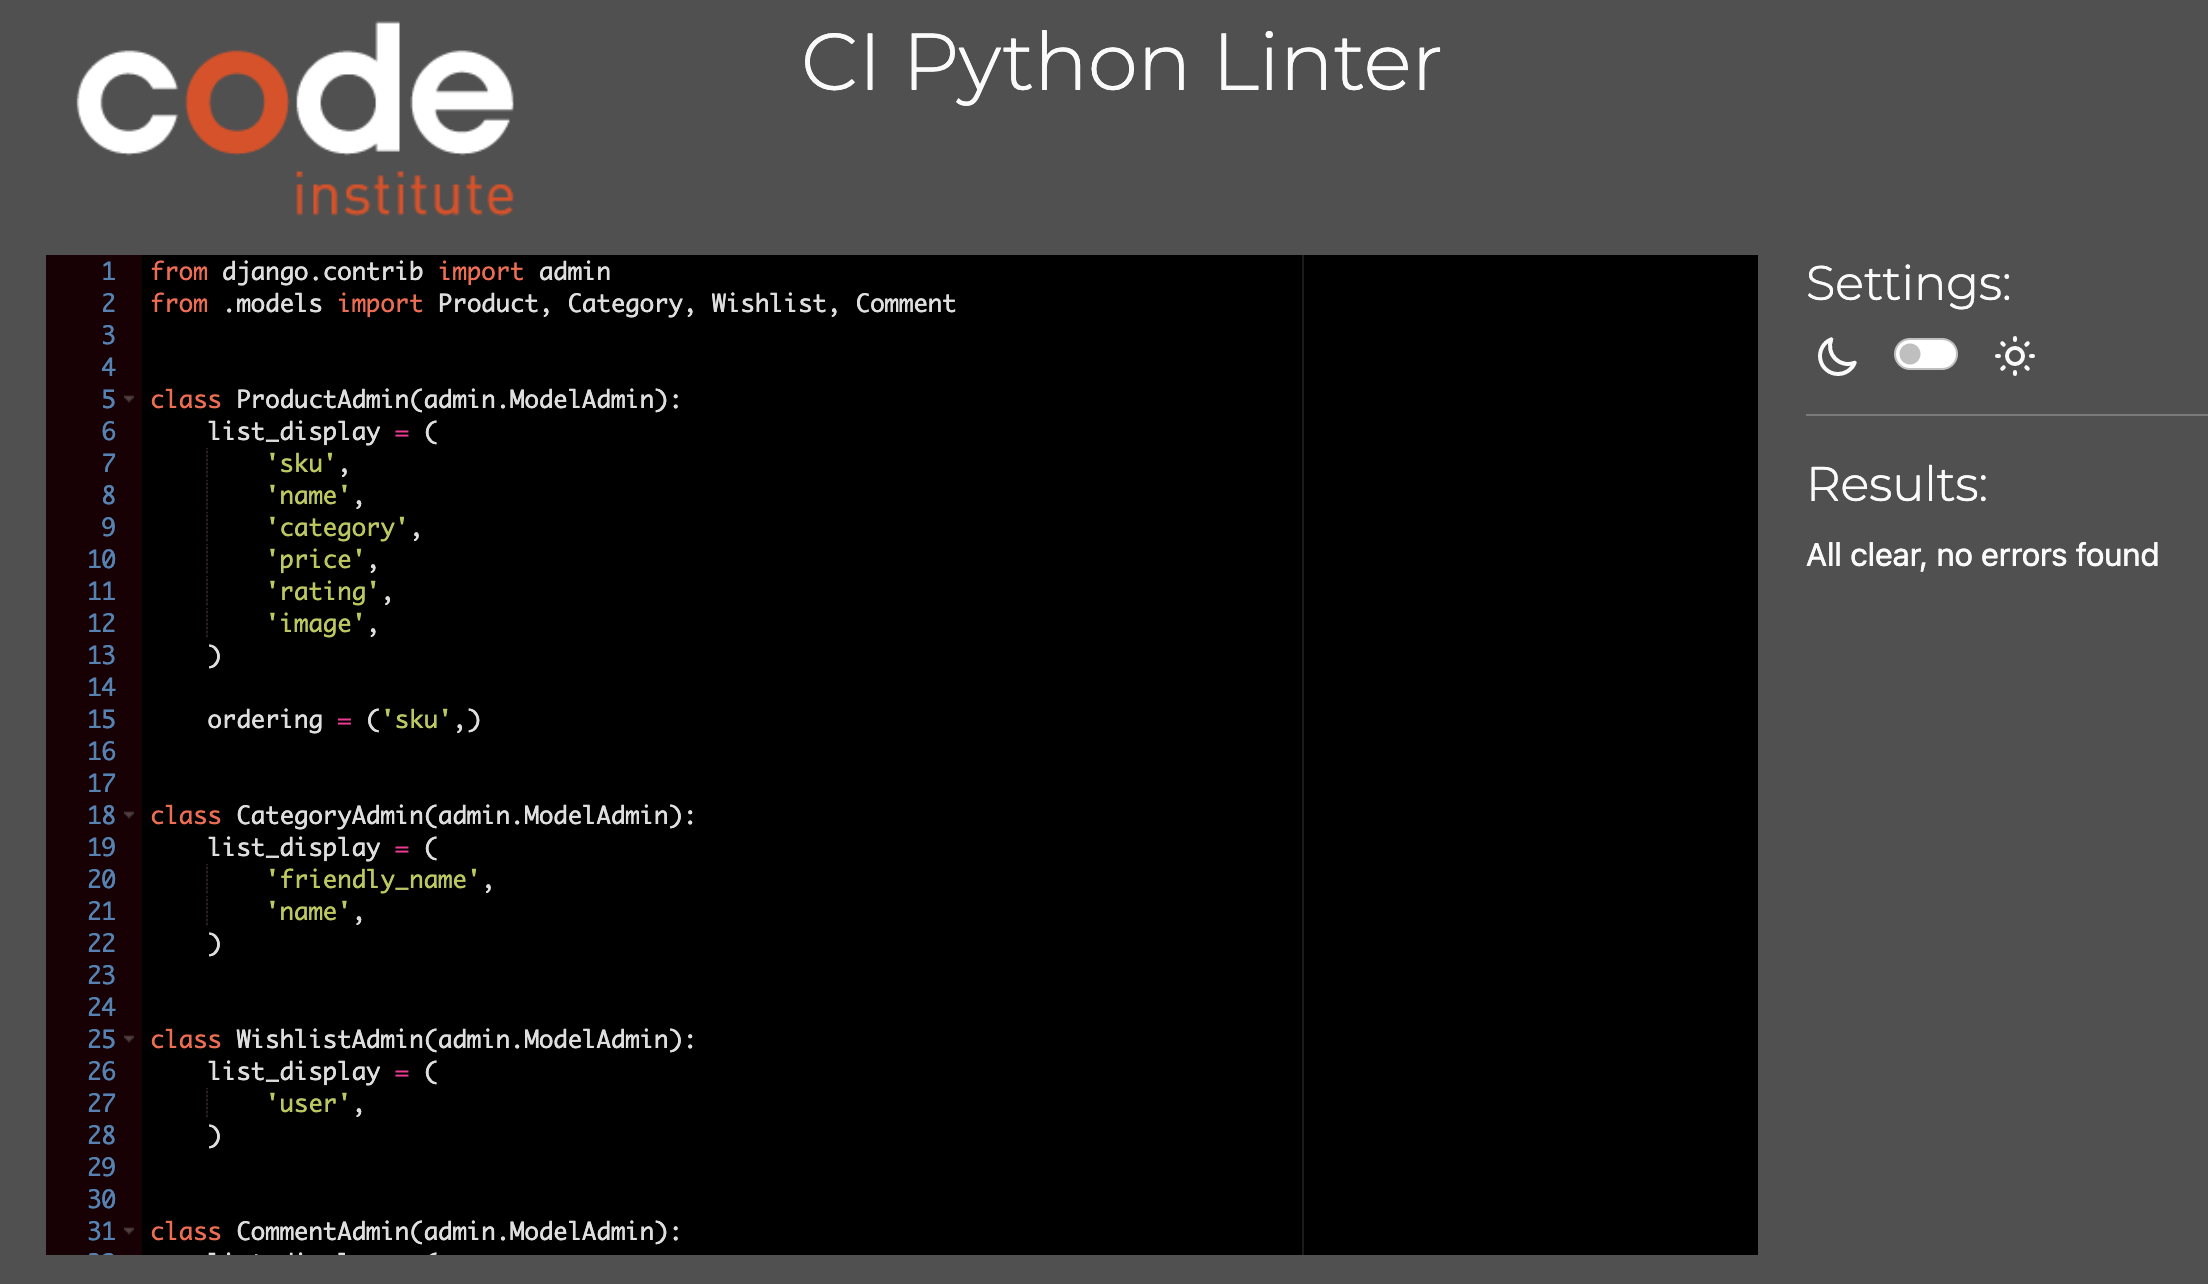 code
institute
CI Python Linter
1 from django.contrib import admin
2 from .models import Product, Category, Wishlist, Comment
3
4
5 class ProductAdmin(admin.ModelAdmin):
6     list_display = (
7         'sku',
8         'name',
9         'category',
10         'price',
11         'rating',
12         'image',
13     )
14
15     ordering = ('sku',)
16
17
18 class CategoryAdmin(admin.ModelAdmin):
19     list_display = (
20         'friendly_name',
21         'name',
22     )
23
24
25 class WishlistAdmin(admin.ModelAdmin):
26     list_display = (
27         'user',
28     )
29
30
31 class CommentAdmin(admin.ModelAdmin):
Settings:
Results:
All clear, no errors found